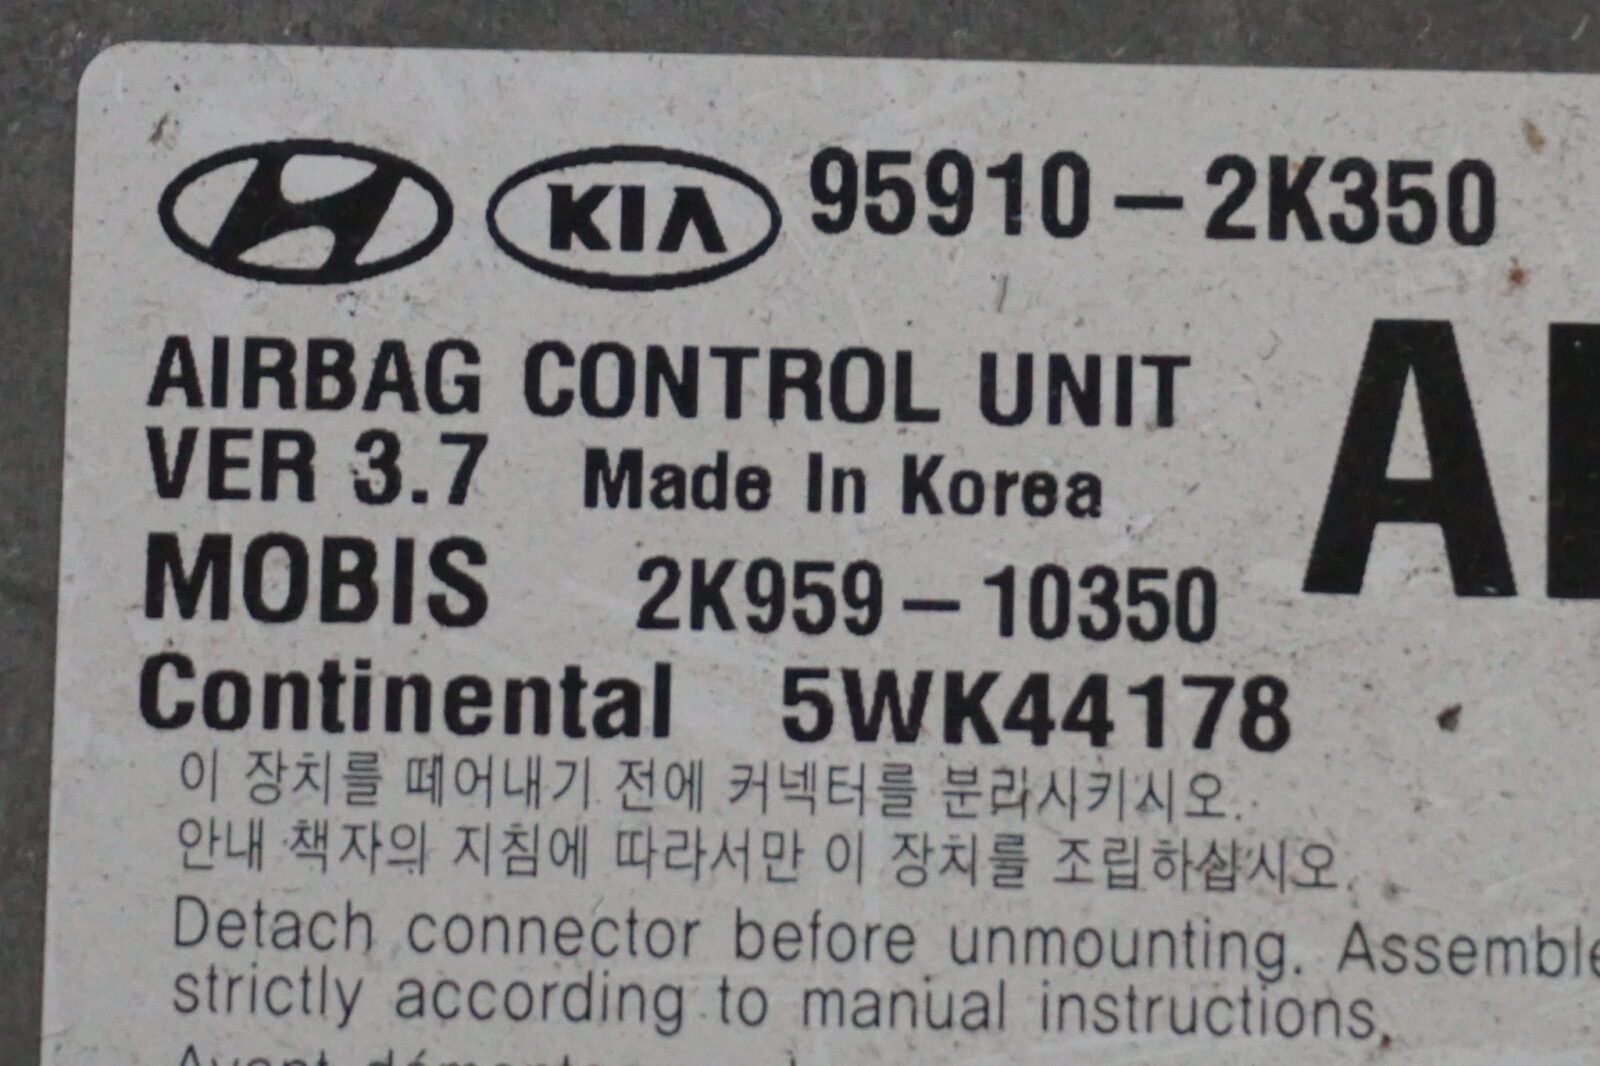 KIA 95910-2K350
AIRBAG CONTROL UNIT
VER 3.7 Made In Korea
MOBIS 2K959-10350
Continental 5WK44178
이 장치를 떼어내기 전에 커넥터를 분리시키시오.
안내 책자의 지침에 따라서만 이 장치를 조립하십시오.
Detach connector before unmounting. Assemble
strictly according to manual instructions.